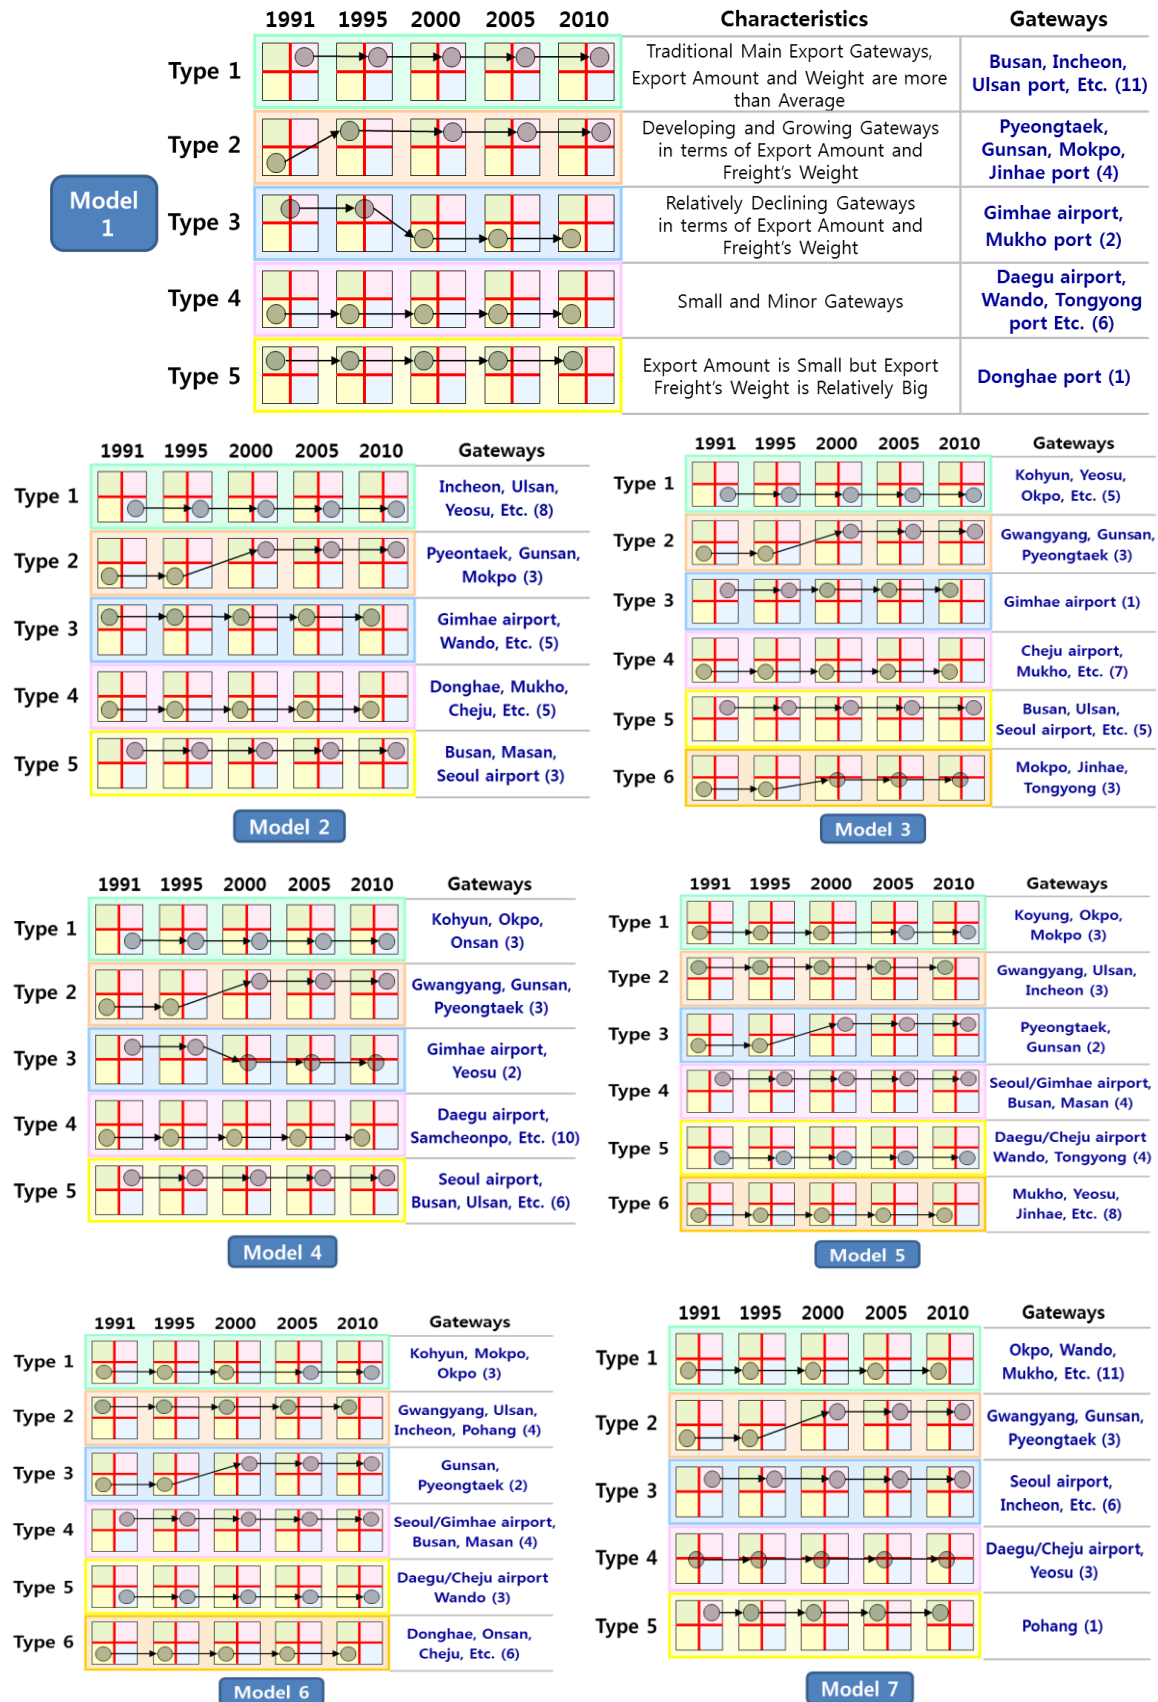 1991 1995 2000 2005 2010 Characteristics Gateways
Model
1
Type 1
Traditional Main Export Gateways,
Export Amount and Weight are more
than Average
Busan, Incheon,
Ulsan port, Etc. (11)
Type 2
Developing and Growing Gateways
in terms of Export Amount and
Freight's Weight
Pyeongtaek,
Gunsan, Mokpo,
Jinhae port (4)
Type 3
Relatively Declining Gateways
in terms of Export Amount and
Freight's Weight
Gimhae airport,
Mukho port (2)
Type 4
Small and Minor Gateways
Daegu airport,
Wando, Tongyong
port Etc. (6)
Type 5
Export Amount is Small but Export
Freight's Weight is Relatively Big
Donghae port (1)
1991 1995 2000 2005 2010 Gateways
Type 1
Incheon, Ulsan,
Yeosu, Etc. (8)
Type 2
Pyeontaek, Gunsan,
Mokpo (3)
Type 3
Gimhae airport,
Wando, Etc. (5)
Type 4
Donghae, Mukho,
Cheju, Etc. (5)
Type 5
Busan, Masan,
Seoul airport (3)
Model 2
1991 1995 2000 2005 2010 Gateways
Type 1
Kohyun, Yeosu,
Okpo, Etc. (5)
Type 2
Gwangyang, Gunsan,
Pyeongtaek (3)
Type 3
Gimhae airport (1)
Type 4
Cheju airport,
Mukho, Etc. (7)
Type 5
Busan, Ulsan,
Seoul airport, Etc. (5)
Type 6
Mokpo, Jinhae,
Tongyong (3)
Model 3
1991 1995 2000 2005 2010 Gateways
Type 1
Kohyun, Okpo,
Onsan (3)
Type 2
Gwangyang, Gunsan,
Pyeongtaek (3)
Type 3
Gimhae airport,
Yeosu (2)
Type 4
Daegu airport,
Samcheonpo, Etc. (10)
Type 5
Seoul airport,
Busan, Ulsan, Etc. (6)
Model 4
1991 1995 2000 2005 2010 Gateways
Type 1
Koyung, Okpo,
Mokpo (3)
Type 2
Gwangyang, Ulsan,
Incheon (3)
Type 3
Pyeongtaek,
Gunsan (2)
Type 4
Seoul/Gimhae airport,
Busan, Masan (4)
Type 5
Daegu/Cheju airport
Wando, Tongyong (4)
Type 6
Mukho, Yeosu,
Jinhae, Etc. (8)
Model 5
1991 1995 2000 2005 2010 Gateways
Type 1
Kohyun, Mokpo,
Okpo (3)
Type 2
Gwangyang, Ulsan,
Incheon, Pohang (4)
Type 3
Gunsan,
Pyeongtaek (2)
Type 4
Seoul/Gimhae airport,
Busan, Masan (4)
Type 5
Daegu/Cheju airport
Wando (3)
Type 6
Donghae, Onsan,
Cheju, Etc. (6)
Model 6
1991 1995 2000 2005 2010 Gateways
Type 1
Okpo, Wando,
Mukho, Etc. (11)
Type 2
Gwangyang, Gunsan,
Pyeongtaek (3)
Type 3
Seoul airport,
Incheon, Etc. (6)
Type 4
Daegu/Cheju airport,
Yeosu (3)
Type 5
Pohang (1)
Model 7